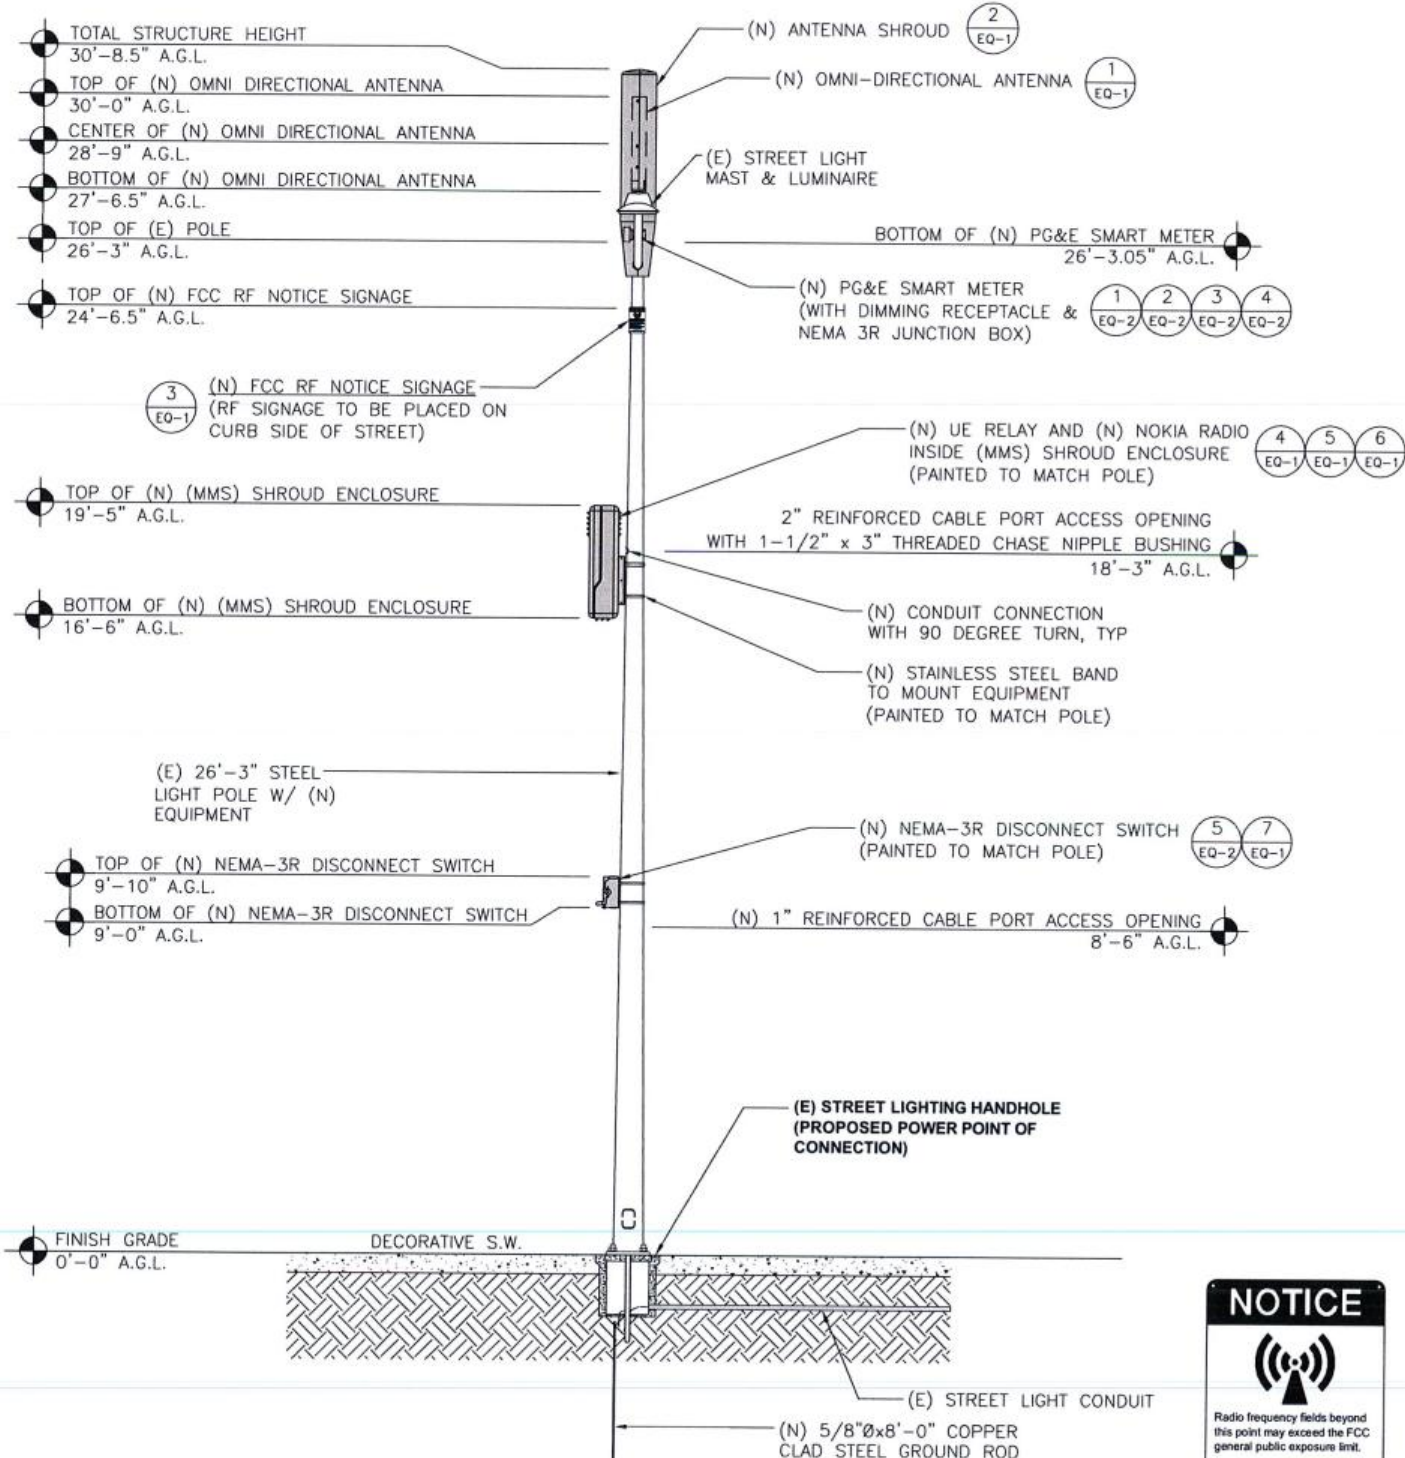 TOTAL STRUCTURE HEIGHT
30'-8.5" A.G.L.
TOP OF (N) OMNI DIRECTIONAL ANTENNA
30'-0" A.G.L.
CENTER OF (N) OMNI DIRECTIONAL ANTENNA
28'-9" A.G.L.
BOTTOM OF (N) OMNI DIRECTIONAL ANTENNA
27'-6.5" A.G.L.
TOP OF (E) POLE
26'-3" A.G.L.
TOP OF (N) FCC RF NOTICE SIGNAGE
24'-6.5" A.G.L.
3
EQ-1
(N) FCC RF NOTICE SIGNAGE
(RF SIGNAGE TO BE PLACED ON
CURB SIDE OF STREET)
TOP OF (N) (MMS) SHROUD ENCLOSURE
19'-5" A.G.L.
BOTTOM OF (N) (MMS) SHROUD ENCLOSURE
16'-6" A.G.L.
(E) 26'-3" STEEL
LIGHT POLE W/ (N)
EQUIPMENT
TOP OF (N) NEMA-3R DISCONNECT SWITCH
9'-10" A.G.L.
BOTTOM OF (N) NEMA-3R DISCONNECT SWITCH
9'-0" A.G.L.
FINISH GRADE
0'-0" A.G.L.
DECORATIVE S.W.
(N) ANTENNA SHROUD
2
EQ-1
(N) OMNI-DIRECTIONAL ANTENNA
1
EQ-1
(E) STREET LIGHT
MAST & LUMINAIRE
BOTTOM OF (N) PG&E SMART METER
26'-3.05" A.G.L.
(N) PG&E SMART METER
(WITH DIMMING RECEPTACLE &
NEMA 3R JUNCTION BOX)
1 2 3 4
EQ-2 EQ-2 EQ-2 EQ-2
(N) UE RELAY AND (N) NOKIA RADIO
INSIDE (MMS) SHROUD ENCLOSURE
(PAINTED TO MATCH POLE)
4 5 6
EQ-1 EQ-1 EQ-1
2" REINFORCED CABLE PORT ACCESS OPENING
WITH 1-1/2" x 3" THREADED CHASE NIPPLE BUSHING
18'-3" A.G.L.
(N) CONDUIT CONNECTION
WITH 90 DEGREE TURN, TYP
(N) STAINLESS STEEL BAND
TO MOUNT EQUIPMENT
(PAINTED TO MATCH POLE)
(N) NEMA-3R DISCONNECT SWITCH
(PAINTED TO MATCH POLE)
5 7
EQ-2 EQ-1
(N) 1" REINFORCED CABLE PORT ACCESS OPENING
8'-6" A.G.L.
(E) STREET LIGHTING HANDHOLE
(PROPOSED POWER POINT OF
CONNECTION)
(E) STREET LIGHT CONDUIT
(N) 5/8"Øx8'-0" COPPER
CLAD STEEL GROUND ROD
NOTICE
Radio frequency fields beyond
this point may exceed the FCC
general public exposure limit.